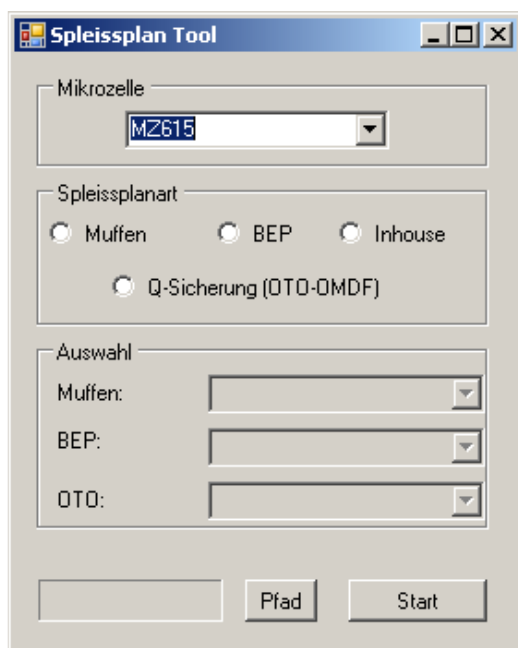 Spleissplan Tool
Mikrozelle
MZ615
Spleissplanart
Muffen BEP Inhouse
Q-Sicherung (OTO-OMDF)
Auswahl
Muffen:
BEP:
OTO:
Pfad Start